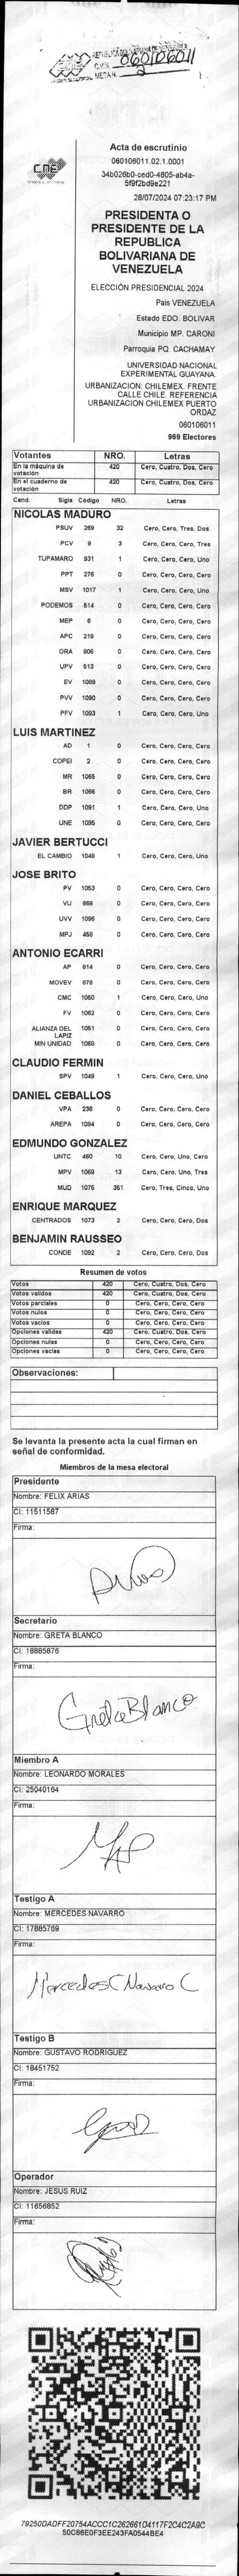 060106011
2
CNE
Acta de escrutinio
060106011.02.1.0001
34b026b0-ced0-4805-ab4a-
5f9f2bd9e221
28/07/2024 07:23:17 PM
PRESIDENTA O
PRESIDENTE DE LA
REPUBLICA
BOLIVARIANA DE
VENEZUELA
ELECCIÓN PRESIDENCIAL 2024
Pais VENEZUELA
Estado EDO. BOLIVAR
Municipio MP. CARONI
Parroquia PQ. CACHAMAY
UNIVERSIDAD NACIONAL
EXPERIMENTAL GUAYANA.
URBANIZACION: CHILEMEX. FRENTE
CALLE CHILE. REFERENCIA
URBANIZACION CHILEMEX PUERTO
ORDAZ
060106011
969 Electores
Votantes NRO. Letras
En la máquina de votación 420 Cero, Cuatro, Dos, Cero
En el cuaderno de votación 420 Cero, Cuatro, Dos, Cero
Cand. Sigla Código NRO. Letras
NICOLAS MADURO
PSUV 269 32 Cero, Cero, Tres, Dos
PCV 9 3 Cero, Cero, Cero, Tres
TUPAMARO 931 1 Cero, Cero, Cero, Uno
PPT 276 0 Cero, Cero, Cero, Cero
MSV 1017 1 Cero, Cero, Cero, Uno
PODEMOS 514 0 Cero, Cero, Cero, Cero
MEP 6 0 Cero, Cero, Cero, Cero
APC 219 0 Cero, Cero, Cero, Cero
ORA 906 0 Cero, Cero, Cero, Cero
UPV 513 0 Cero, Cero, Cero, Cero
EV 1089 0 Cero, Cero, Cero, Cero
PVV 1090 0 Cero, Cero, Cero, Cero
PFV 1093 1 Cero, Cero, Cero, Uno
LUIS MARTINEZ
AD 1 0 Cero, Cero, Cero, Cero
COPEI 2 0 Cero, Cero, Cero, Cero
MR 1065 0 Cero, Cero, Cero, Cero
BR 1066 0 Cero, Cero, Cero, Cero
DDP 1091 1 Cero, Cero, Cero, Uno
UNE 1095 0 Cero, Cero, Cero, Cero
JAVIER BERTUCCI
EL CAMBIO 1048 1 Cero, Cero, Cero, Uno
JOSE BRITO
PV 1053 0 Cero, Cero, Cero, Cero
VU 868 0 Cero, Cero, Cero, Cero
UVV 1096 0 Cero, Cero, Cero, Cero
MPJ 458 0 Cero, Cero, Cero, Cero
ANTONIO ECARRI
AP 814 0 Cero, Cero, Cero, Cero
MOVEV 878 0 Cero, Cero, Cero, Cero
CMC 1050 1 Cero, Cero, Cero, Uno
FV 1062 0 Cero, Cero, Cero, Cero
ALIANZA DEL LAPIZ 1051 0 Cero, Cero, Cero, Cero
MIN UNIDAD 1069 0 Cero, Cero, Cero, Cero
CLAUDIO FERMIN
SPV 1049 1 Cero, Cero, Cero, Uno
DANIEL CEBALLOS
VPA 236 0 Cero, Cero, Cero, Cero
AREPA 1094 0 Cero, Cero, Cero, Cero
EDMUNDO GONZALEZ
UNTC 460 10 Cero, Cero, Uno, Cero
MPV 1069 13 Cero, Cero, Uno, Tres
MUD 1075 351 Cero, Tres, Cinco, Uno
ENRIQUE MARQUEZ
CENTRADOS 1073 2 Cero, Cero, Cero, Dos
BENJAMIN RAUSSEO
CONDE 1092 2 Cero, Cero, Cero, Dos
Resumen de votos
Votos 420 Cero, Cuatro, Dos, Cero
Votos validos 420 Cero, Cuatro, Dos, Cero
Votos parciales 0 Cero, Cero, Cero, Cero
Votos nulos 0 Cero, Cero, Cero, Cero
Votos vacios 0 Cero, Cero, Cero, Cero
Opciones validas 420 Cero, Cuatro, Dos, Cero
Opciones nulas 0 Cero, Cero, Cero, Cero
Opciones vacias 0 Cero, Cero, Cero, Cero
Observaciones:
Se levanta la presente acta la cual firman en
señal de conformidad.
Miembros de la mesa electoral
Presidente
Nombre: FELIX ARIAS
CI: 11511587
Firma:
Secretario
Nombre: GRETA BLANCO
CI: 18885876
Firma:
Greta Blanco
Miembro A
Nombre: LEONARDO MORALES
CI: 25040164
Firma:
Testigo A
Nombre: MERCEDES NAVARRO
CI: 17885769
Firma:
Mercedes C Navarro C
Testigo B
Nombre: GUSTAVO RODRIGUEZ
CI: 18451752
Firma:
Operador
Nombre: JESUS RUIZ
CI: 11656852
Firma:
79250DADFF20754ACCC1C262661D4117F2C4C2A9C
50C66E0F3EE243FA0544BE4